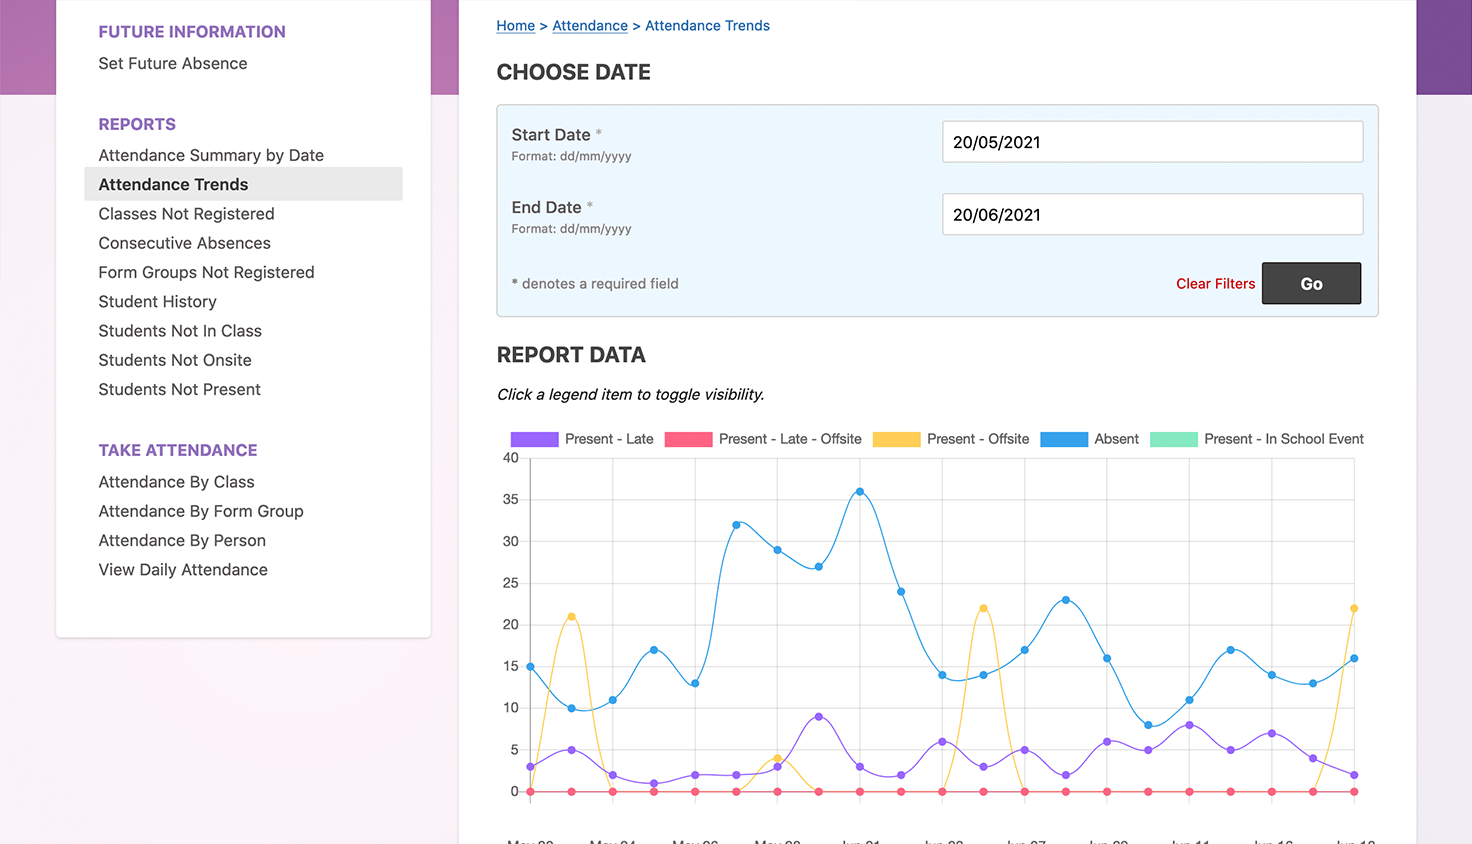 FUTURE INFORMATION
Set Future Absence
REPORTS
Attendance Summary by Date
Attendance Trends
Classes Not Registered
Consecutive Absences
Form Groups Not Registered
Student History
Students Not In Class
Students Not Onsite
Students Not Present
TAKE ATTENDANCE
Attendance By Class
Attendance By Form Group
Attendance By Person
View Daily Attendance
Home > Attendance > Attendance Trends
CHOOSE DATE
Start Date *
Format: dd/mm/yyyy
20/05/2021
End Date *
Format: dd/mm/yyyy
20/06/2021
* denotes a required field
Clear Filters
Go
REPORT DATA
Click a legend item to toggle visibility.
Present - Late Present - Late - Offsite Present - Offsite Absent Present - In School Event
40
35
30
25
20
15
10
5
0